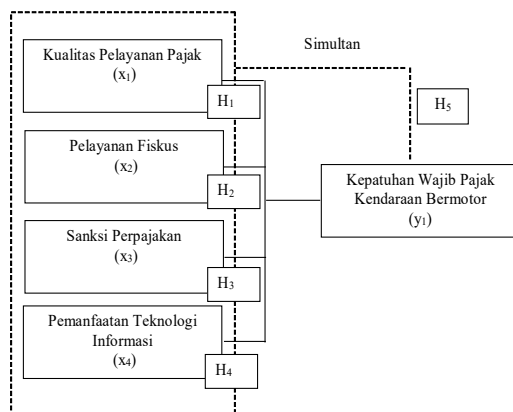 Simultan
Kualitas Pelayanan Pajak
(x₁)
H₁
H₅
Pelayanan Fiskus
(x₂)
H₂
Kepatuhan Wajib Pajak
Kendaraan Bermotor
(y₁)
Sanksi Perpajakan
(x₃)
H₃
Pemanfaatan Teknologi
Informasi
(x₄)
H₄